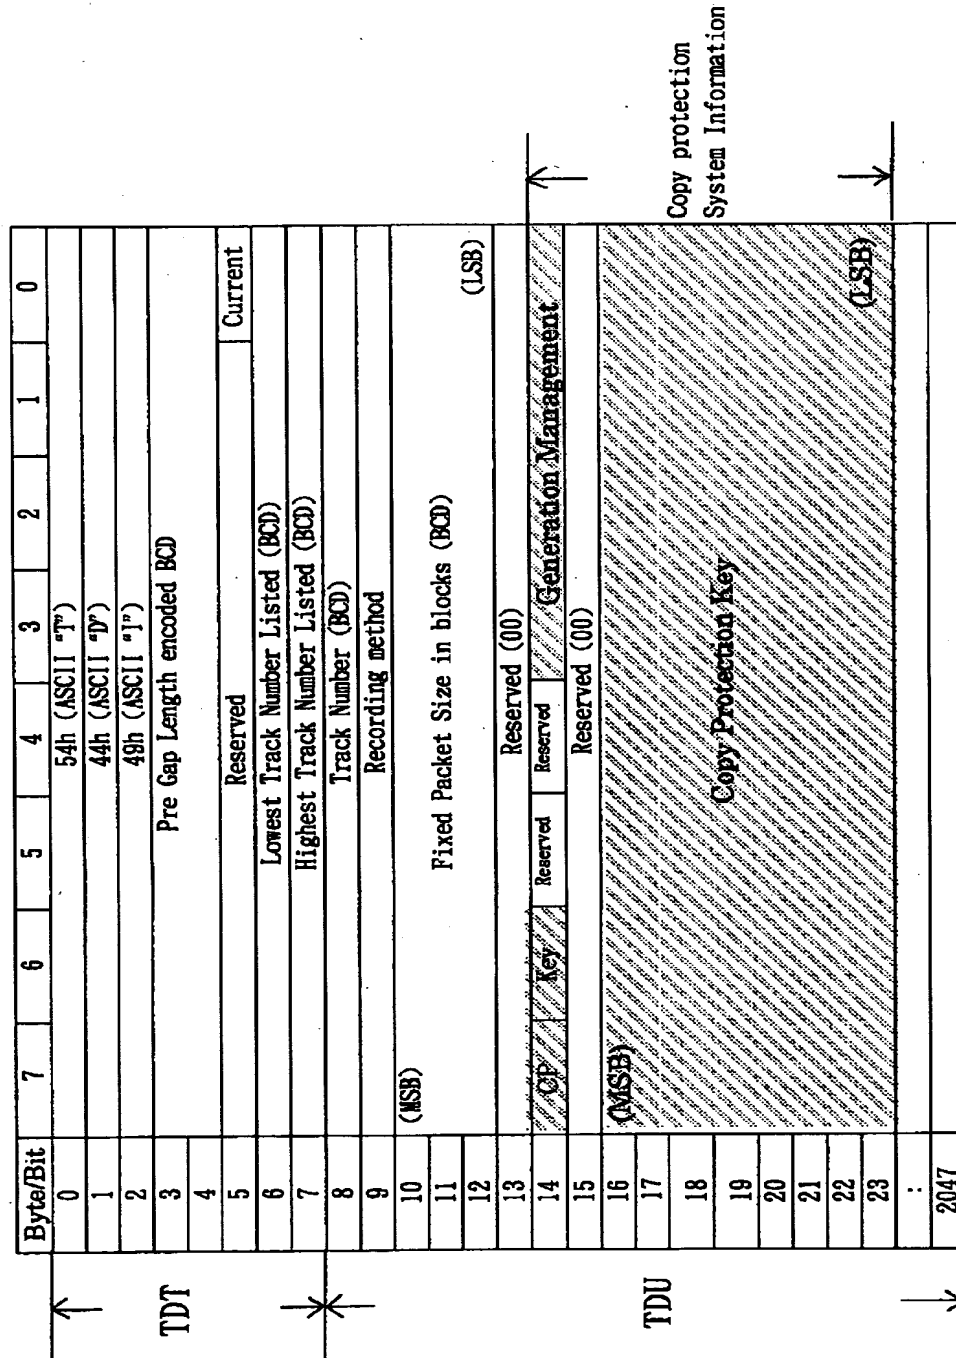 Byte/Bit 7 6 5 4 3 2 1 0
TDT
0 54h (ASCII "T")
1 44h (ASCII "D")
2 49h (ASCII "I")
3 Pre Gap Length encoded BCD
4
5 Reserved Current
6 Lowest Track Number Listed (BCD)
7 Highest Track Number Listed (BCD)
TDU
8 Track Number (BCD)
9 Recording method
10 (MSB)
11 Fixed Packet Size in blocks (BCD)
12 (LSB)
13 Reserved (00)
14 CP Key Reserved Reserved Generation Management
15 Reserved (00)
16 (MSB)
17
18
19 Copy Protection Key
20
21
22
23 (LSB)
:
2047
Copy protection
System Information